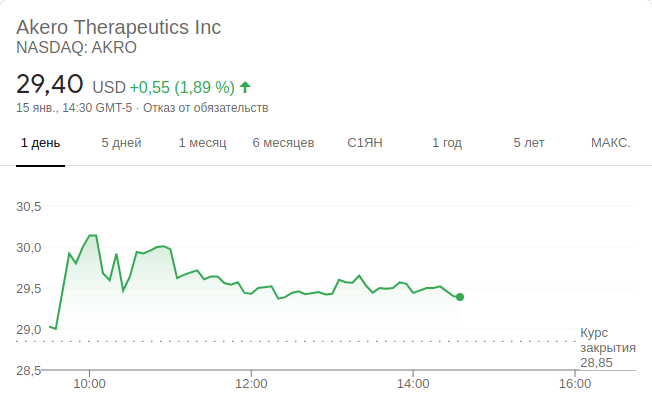 Akero Therapeutics Inc
NASDAQ: AKRO
29,40 USD +0,55 (1,89 %)
15 янв., 14:30 GMT-5 · Отказ от обязательств
1 день 5 дней 1 месяц 6 месяцев С1ЯН 1 год 5 лет МАКС.
30,5
30,0
29.5
29,0
Курс
закрытия
28,85
28,5
10:00 12:00 14:00 16:00